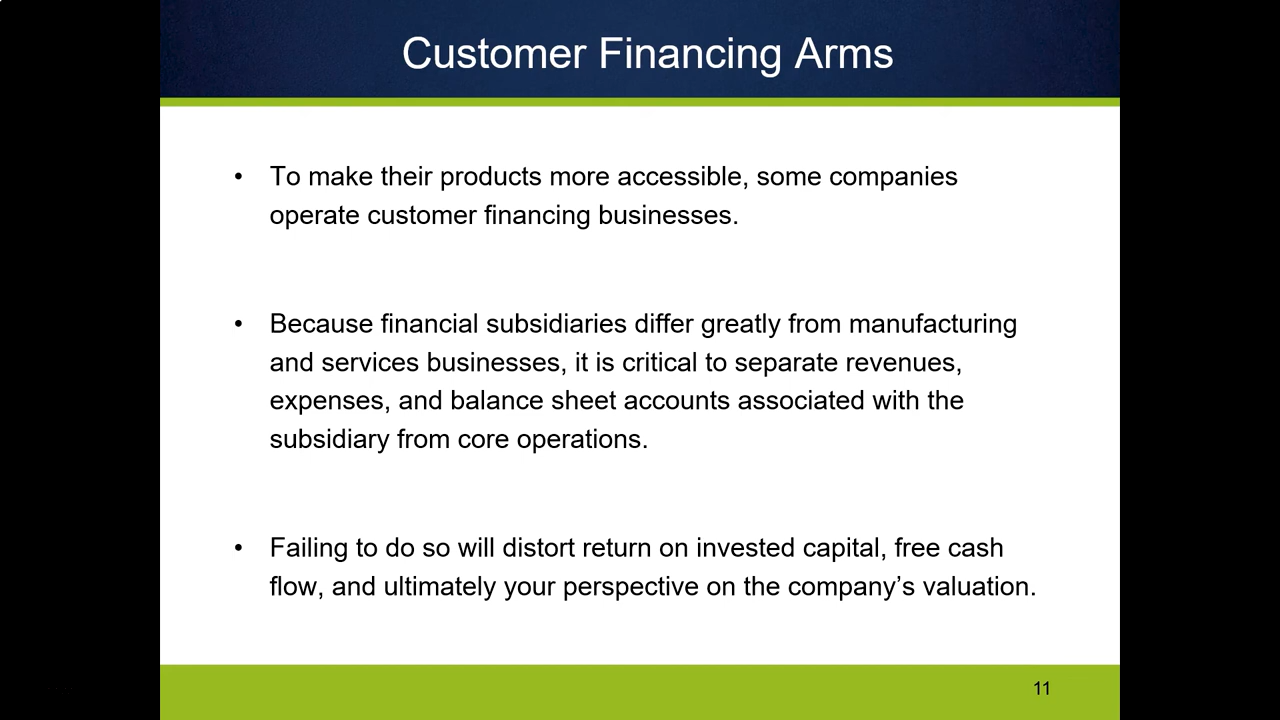 Customer Financing Arms
• To make their products more accessible, some companies
operate customer financing businesses.
• Because financial subsidiaries differ greatly from manufacturing
and services businesses, it is critical to separate revenues,
expenses, and balance sheet accounts associated with the
subsidiary from core operations.
• Failing to do so will distort return on invested capital, free cash
flow, and ultimately your perspective on the company’s valuation.
11